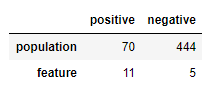 positive negative
population 70 444
feature 11 5